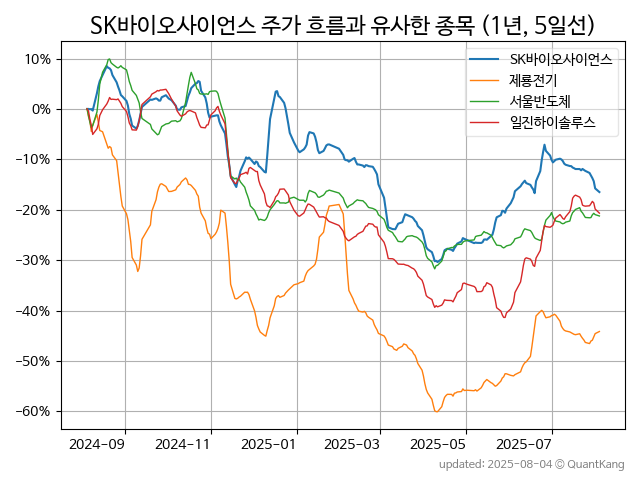 SK바이오사이언스 주가 흐름과 유사한 종목 (1년, 5일선)
SK바이오사이언스
제룡전기
서울반도체
일진하이솔루스
10%
0%
−10%
−20%
−30%
−40%
−50%
−60%
2024-09 2024-11 2025-01 2025-03 2025-05 2025-07
updated: 2025-08-04 © QuantKang